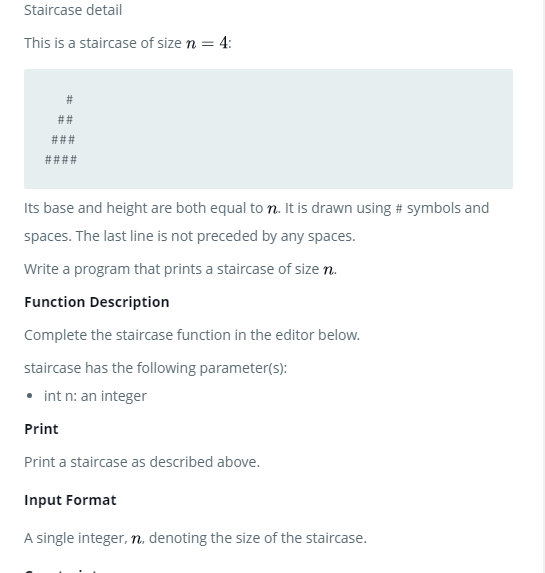 Staircase detail
This is a staircase of size n = 4:
#
##
###
####
Its base and height are both equal to n. It is drawn using # symbols and
spaces. The last line is not preceded by any spaces.
Write a program that prints a staircase of size n.
Function Description
Complete the staircase function in the editor below.
staircase has the following parameter(s):
• int n: an integer
Print
Print a staircase as described above.
Input Format
A single integer, n, denoting the size of the staircase.